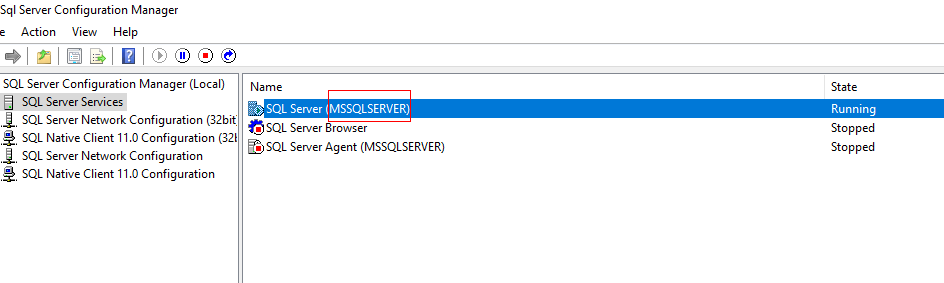 Sql Server Configuration Manager
e Action View Help
SQL Server Configuration Manager (Local)
SQL Server Services
SQL Server Network Configuration (32bit
SQL Native Client 11.0 Configuration (32b
SQL Server Network Configuration
SQL Native Client 11.0 Configuration
Name State
SQL Server (MSSQLSERVER) Running
SQL Server Browser Stopped
SQL Server Agent (MSSQLSERVER) Stopped